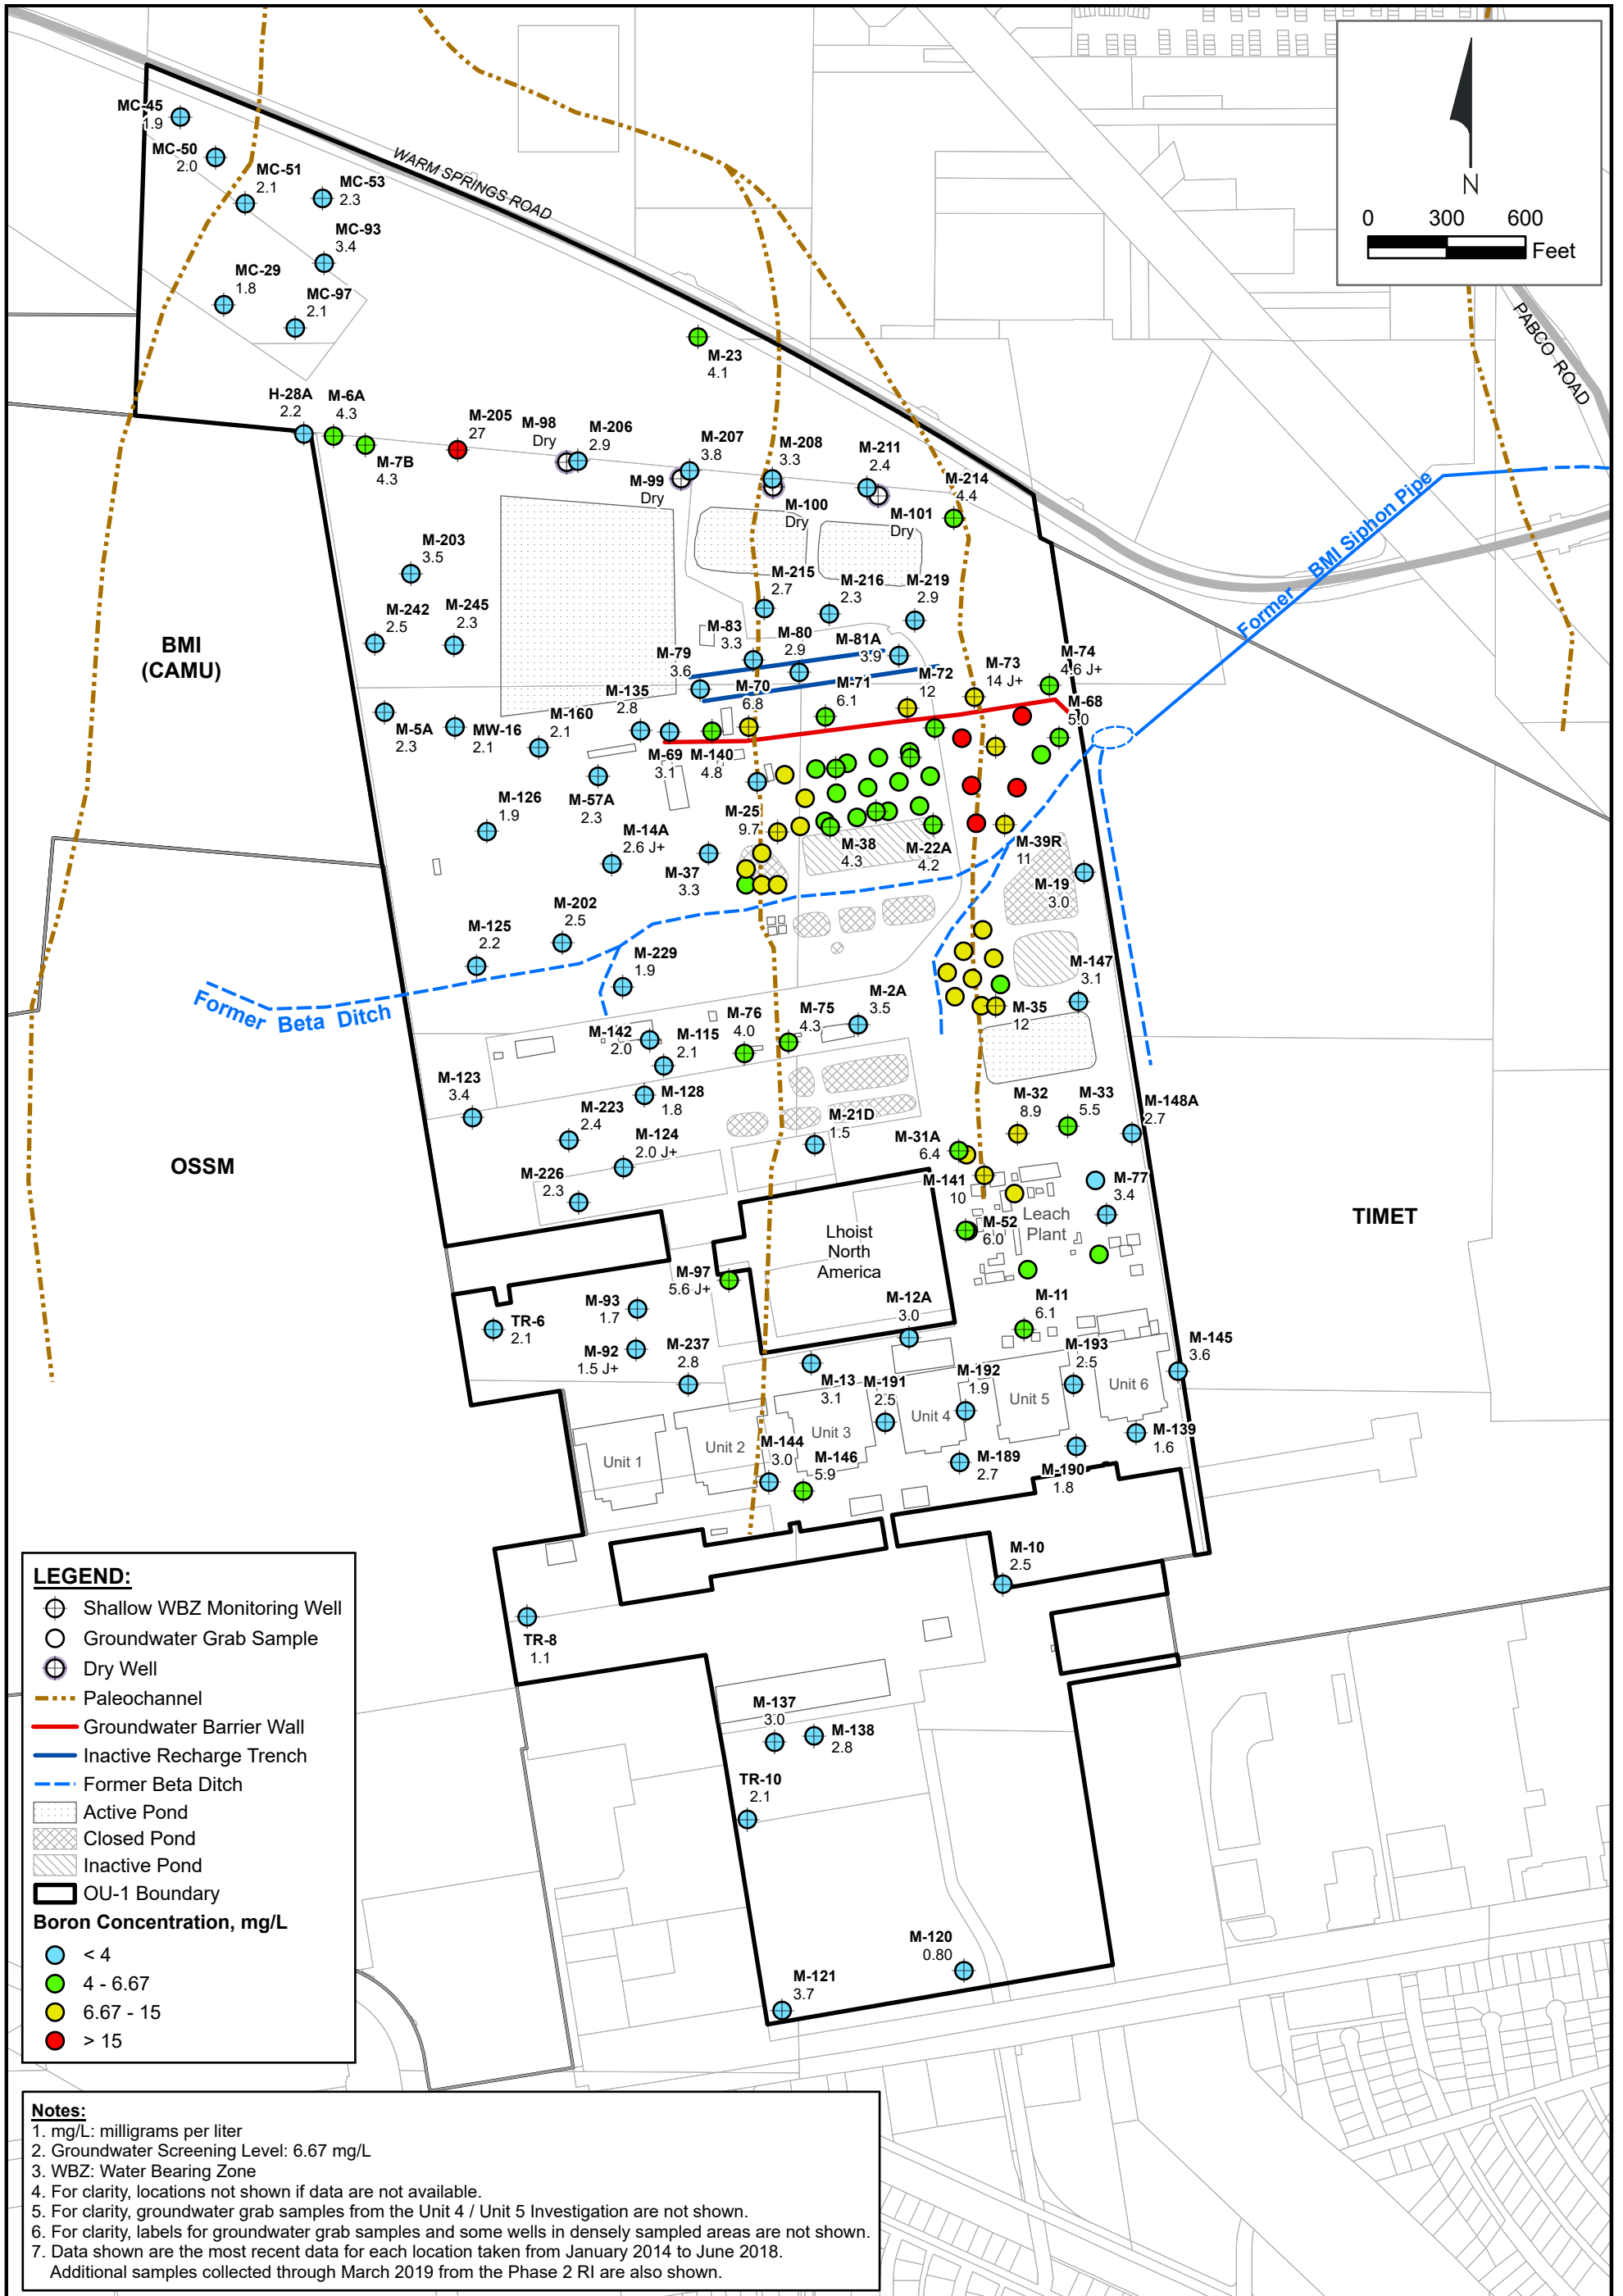 MC-45
1.9
MC-50
2.0
MC-51
2.1
MC-53
2.3
MC-93
3.4
MC-29
1.8
MC-97
2.1
WARM SPRINGS ROAD
N
0 300 600
Feet
PABCO ROAD
M-23
4.1
H-28A
2.2
M-6A
4.3
M-7B
4.3
M-205
27
M-98
Dry
M-206
2.9
M-207
3.8
M-99
Dry
M-208
3.3
M-100
Dry
M-211
2.4
M-101
Dry
M-214
4.4
Former BMI Siphon Pipe
M-203
3.5
M-215
2.7
M-216
2.3
M-219
2.9
M-242
2.5
M-245
2.3
BMI
(CAMU)
M-83
3.3
M-80
2.9
M-81A
3.9
M-79
3.6
M-72
12
M-73
14 J+
M-74
4.6 J+
M-70
6.8
M-71
6.1
M-135
2.8
M-68
5.0
M-5A
2.3
MW-16
2.1
M-160
2.1
M-69
3.1
M-140
4.8
M-57A
2.3
M-126
1.9
M-25
9.7
M-14A
2.6 J+
M-37
3.3
M-38
4.3
M-22A
4.2
M-39R
11
M-19
3.0
M-202
2.5
M-125
2.2
M-229
1.9
M-147
3.1
Former Beta Ditch
M-35
12
M-2A
3.5
M-75
4.3
M-76
4.0
M-142
2.0
M-115
2.1
M-128
1.8
M-123
3.4
M-223
2.4
M-124
2.0 J+
M-226
2.3
M-21D
1.5
M-32
8.9
M-33
5.5
M-148A
2.7
M-31A
6.4
OSSM
TIMET
M-141
10
M-77
3.4
M-52
6.0
Leach
Plant
Lhoist
North
America
M-97
5.6 J+
M-93
1.7
M-12A
3.0
M-11
6.1
TR-6
2.1
M-92
1.5 J+
M-237
2.8
M-13
3.1
M-191
2.5
M-192
1.9
M-193
2.5
M-145
3.6
Unit 1
Unit 2
Unit 3
Unit 4
Unit 5
Unit 6
M-144
3.0
M-146
5.9
M-189
2.7
M-190
1.8
M-139
1.6
M-10
2.5
TR-8
1.1
M-137
3.0
M-138
2.8
TR-10
2.1
M-120
0.80
M-121
3.7
LEGEND:
Shallow WBZ Monitoring Well
Groundwater Grab Sample
Dry Well
Paleochannel
Groundwater Barrier Wall
Inactive Recharge Trench
Former Beta Ditch
Active Pond
Closed Pond
Inactive Pond
OU-1 Boundary
Boron Concentration, mg/L
< 4
4 - 6.67
6.67 - 15
> 15
Notes:
1. mg/L: milligrams per liter
2. Groundwater Screening Level: 6.67 mg/L
3. WBZ: Water Bearing Zone
4. For clarity, locations not shown if data are not available.
5. For clarity, groundwater grab samples from the Unit 4 / Unit 5 Investigation are not shown.
6. For clarity, labels for groundwater grab samples and some wells in densely sampled areas are not shown.
7. Data shown are the most recent data for each location taken from January 2014 to June 2018.
Additional samples collected through March 2019 from the Phase 2 RI are also shown.